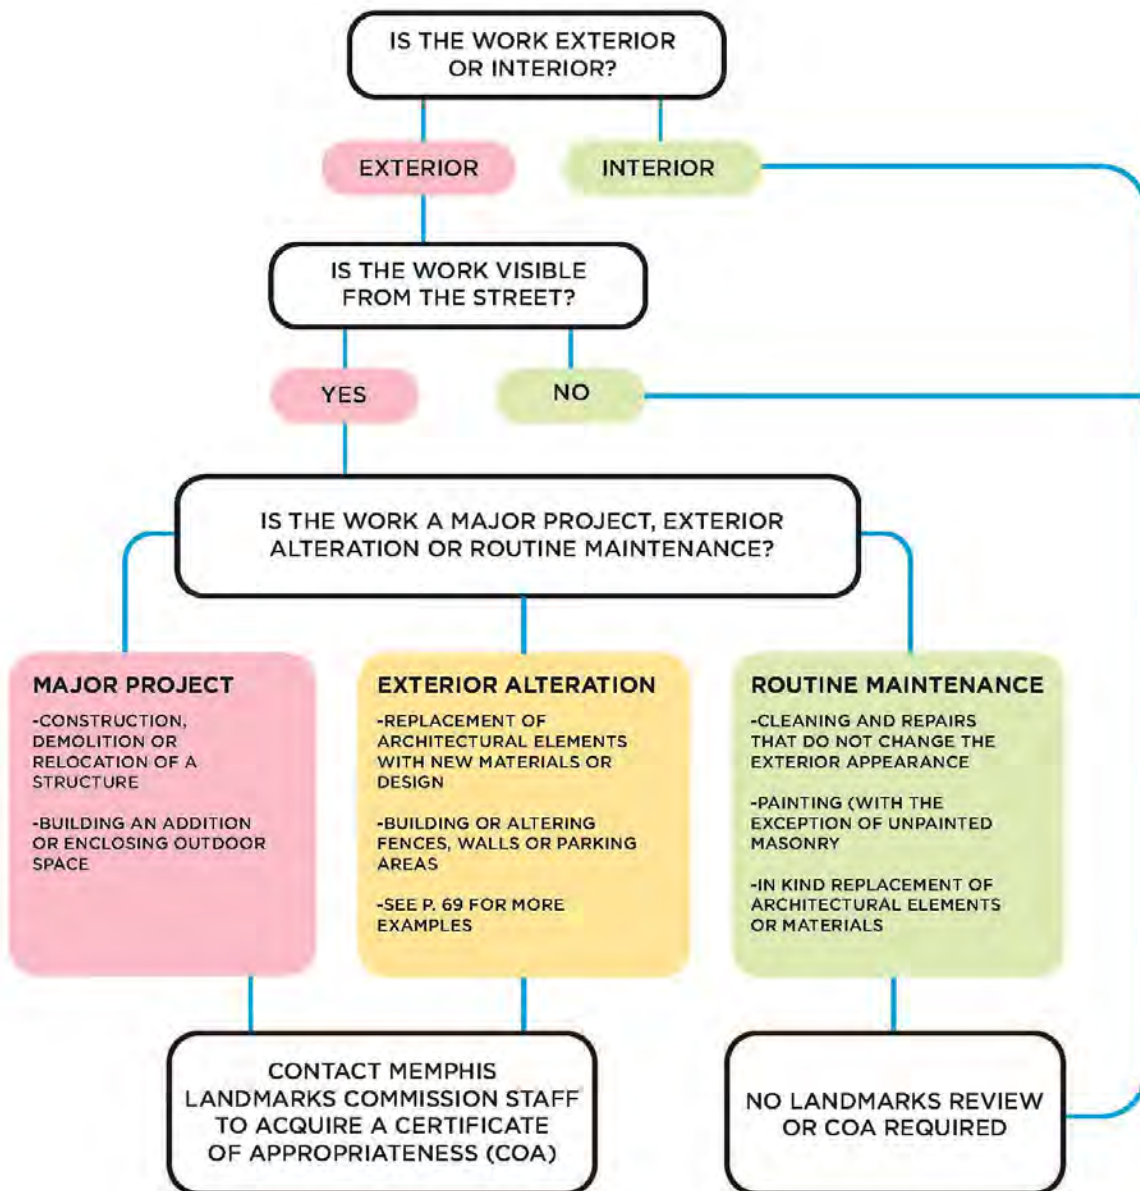 IS THE WORK EXTERIOR
OR INTERIOR?
EXTERIOR
INTERIOR
IS THE WORK VISIBLE
FROM THE STREET?
YES
NO
IS THE WORK A MAJOR PROJECT, EXTERIOR
ALTERATION OR ROUTINE MAINTENANCE?
MAJOR PROJECT
-CONSTRUCTION,
DEMOLITION OR
RELOCATION OF A
STRUCTURE
-BUILDING AN ADDITION
OR ENCLOSING OUTDOOR
SPACE
EXTERIOR ALTERATION
-REPLACEMENT OF
ARCHITECTURAL ELEMENTS
WITH NEW MATERIALS OR
DESIGN
-BUILDING OR ALTERING
FENCES, WALLS OR PARKING
AREAS
-SEE P. 69 FOR MORE
EXAMPLES
ROUTINE MAINTENANCE
-CLEANING AND REPAIRS
THAT DO NOT CHANGE THE
EXTERIOR APPEARANCE
-PAINTING (WITH THE
EXCEPTION OF UNPAINTED
MASONRY
-IN KIND REPLACEMENT OF
ARCHITECTURAL ELEMENTS
OR MATERIALS
CONTACT MEMPHIS
LANDMARKS COMMISSION STAFF
TO ACQUIRE A CERTIFICATE
OF APPROPRIATENESS (COA)
NO LANDMARKS REVIEW
OR COA REQUIRED